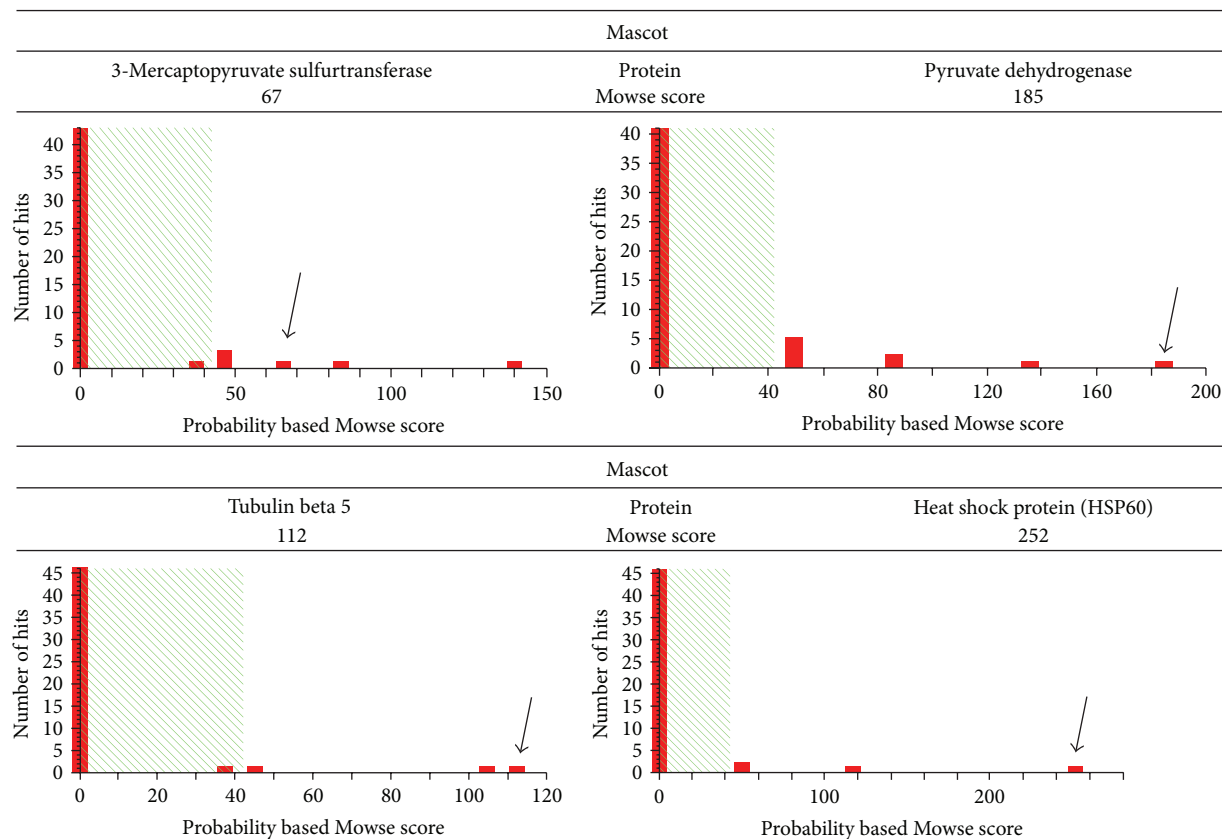 Mascot
3-Mercaptopyruvate sulfurtransferase Protein Pyruvate dehydrogenase
67 Mowse score 185
Number of hits
40
35
30
25
20
15
10
5
0
0 50 100 150
Probability based Mowse score
Number of hits
40
35
30
25
20
15
10
5
0
0 40 80 120 160 200
Probability based Mowse score
Mascot
Tubulin beta 5 Protein Heat shock protein (HSP60)
112 Mowse score 252
Number of hits
45
40
35
30
25
20
15
10
5
0
0 20 40 60 80 100 120
Probability based Mowse score
Number of hits
45
40
35
30
25
20
15
10
5
0
0 100 200
Probability based Mowse score